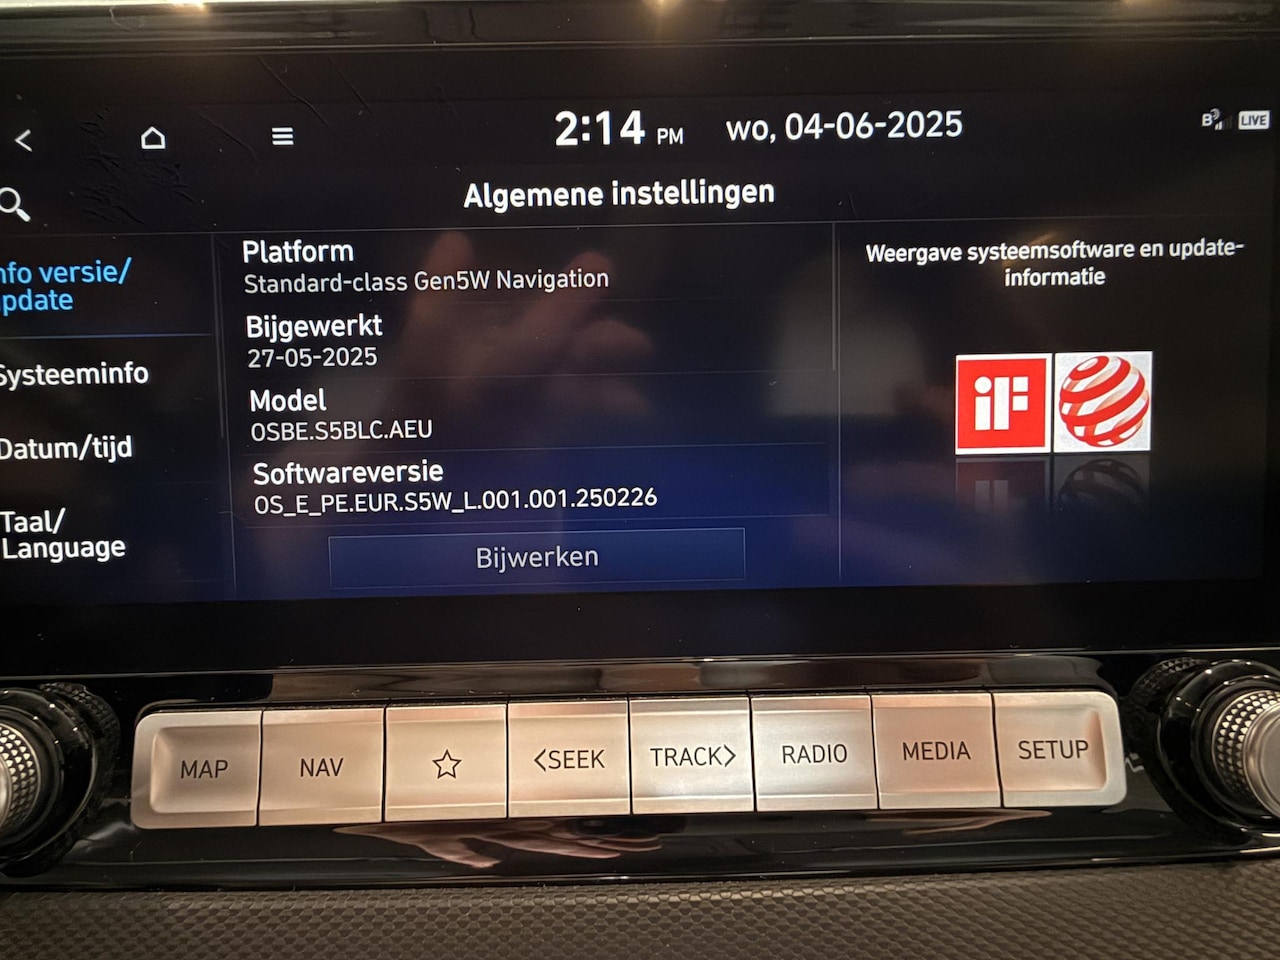 2:14 PM wo, 04-06-2025
B LIVE
Algemene instellingen
nfo versie/
pdate
Systeeminfo
Datum/tijd
Taal/
Language
Platform
Standard-class Gen5W Navigation
Bijgewerkt
27-05-2025
Model
OSBE.S5BLC.AEU
Softwareversie
OS_E_PE.EUR.S5W_L.001.001.250226
Bijwerken
Weergave systeemsoftware en update-
informatie
iF
MAP NAV <SEEK TRACK> RADIO MEDIA SETUP